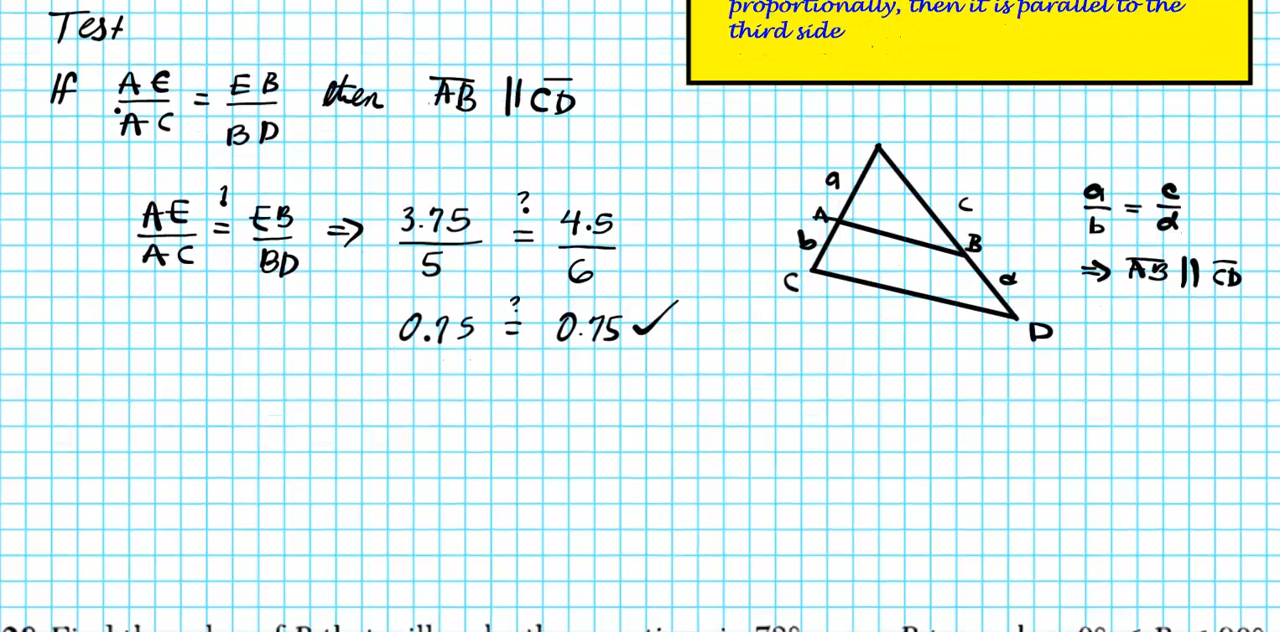 proportionally, then it is parallel to the
third side
Test
If AE/AC = EB/BD then AB || CD
AE/AC ?= EB/BD ⇒ 3.75/5 ?= 4.5/6
0.75 ?= 0.75 ✓
a
A
b
C
c
B
d
D
a/b = c/d
⇒ AB || CD